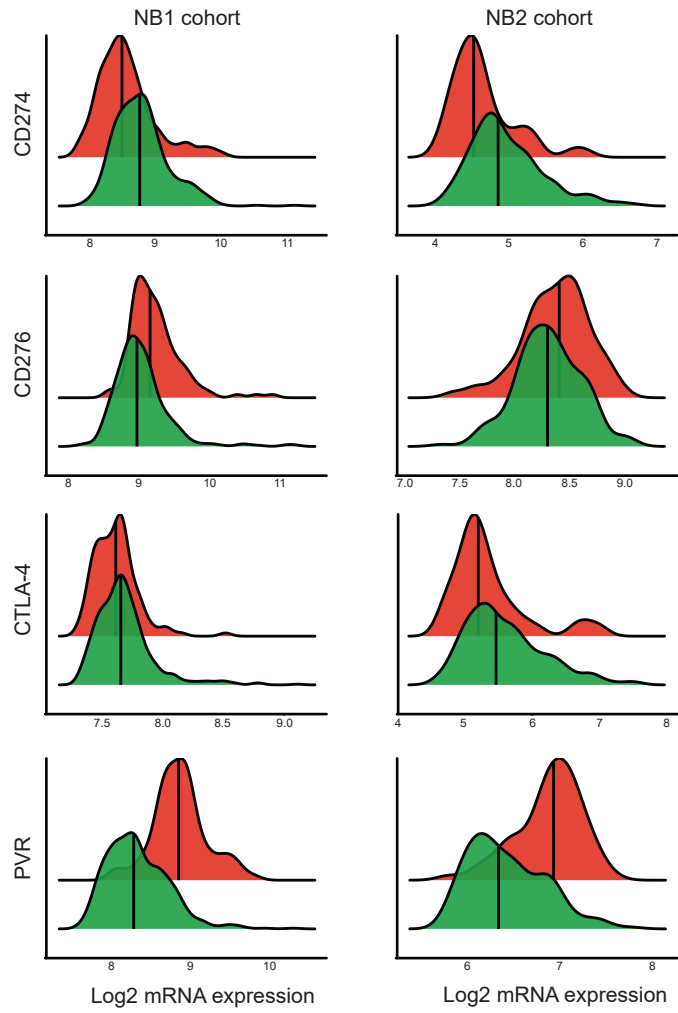 NB1 cohort NB2 cohort
CD274
8 9 10 11
4 5 6 7
CD276
8 9 10 11
7.0 7.5 8.0 8.5 9.0
CTLA-4
7.5 8.0 8.5 9.0
4 5 6 7 8
PVR
8 9 10
6 7 8
Log2 mRNA expression Log2 mRNA expression